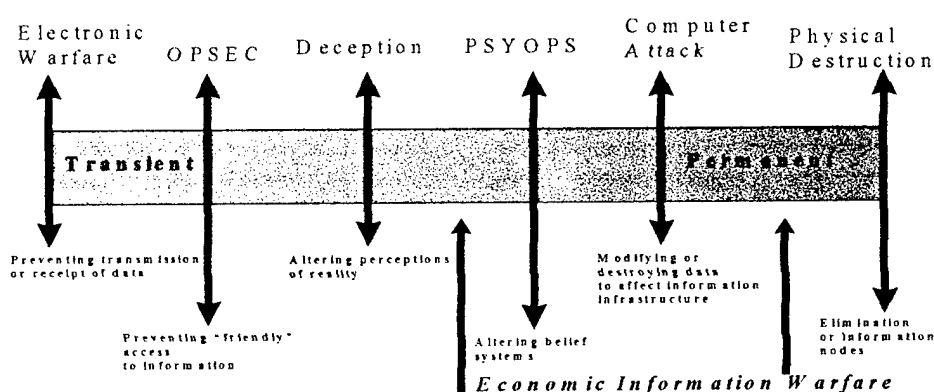 Electronic
Warfare
OPSEC
Deception
PSYOPS
Computer
Attack
Physical
Destruction
Transient
Permanent
Preventing transmission
or receipt of data
Altering perceptions
of reality
Modifying or
destroying data
to affect information
infrastructure
Preventing "friendly"
access
to information
Altering belief
systems
Elimination
or information
nodes
Economic Information Warfare